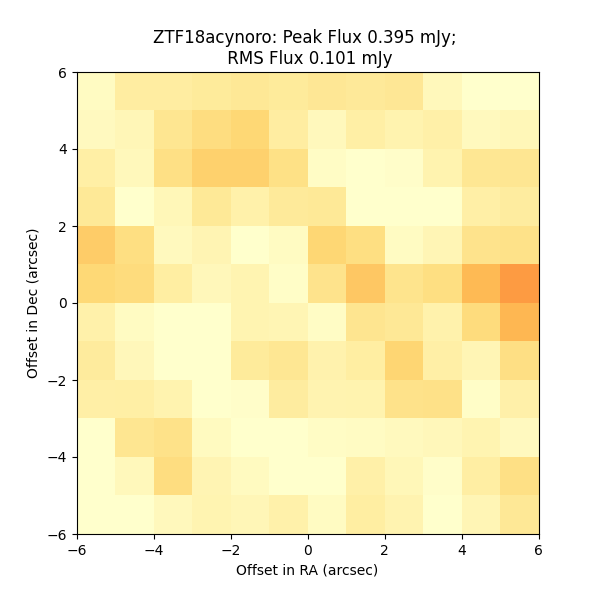 ZTF18acynoro: Peak Flux 0.395 mJy;
RMS Flux 0.101 mJy
6
4
2
0
−2
−4
−6
Offset in Dec (arcsec)
−6 −4 −2 0 2 4 6
Offset in RA (arcsec)